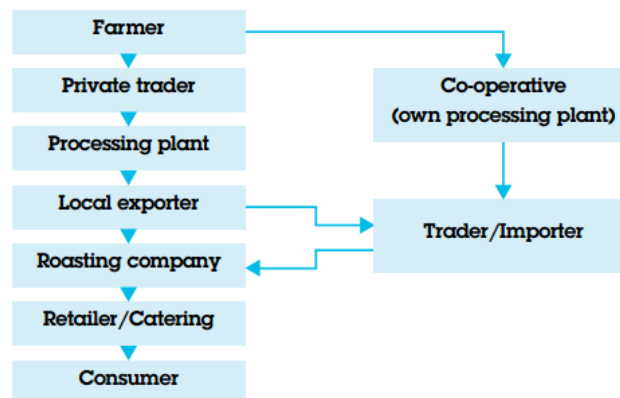 Farmer
Private trader
Processing plant
Local exporter
Roasting company
Retailer/Catering
Consumer
Co-operative
(own processing plant)
Trader/Importer